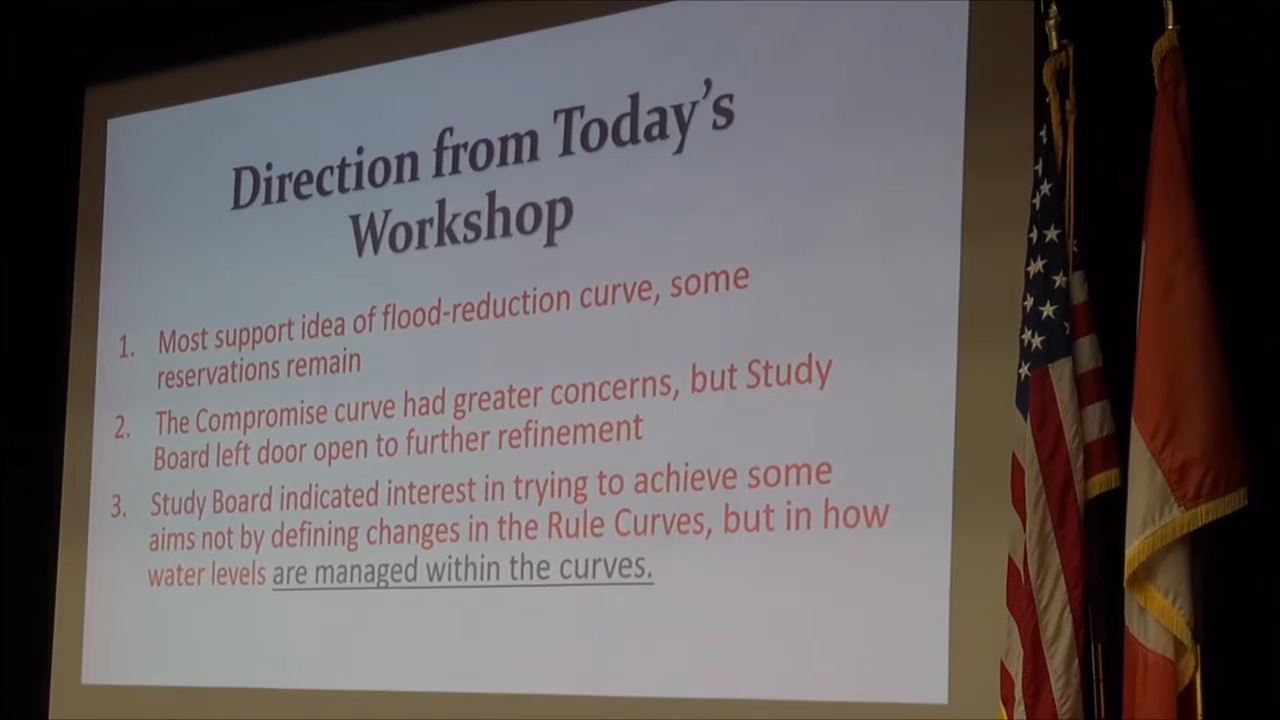 Direction from Today's
Workshop
1. Most support idea of flood-reduction curve, some
reservations remain
2. The Compromise curve had greater concerns, but Study
Board left door open to further refinement
3. Study Board indicated interest in trying to achieve some
aims not by defining changes in the Rule Curves, but in how
water levels are managed within the curves.